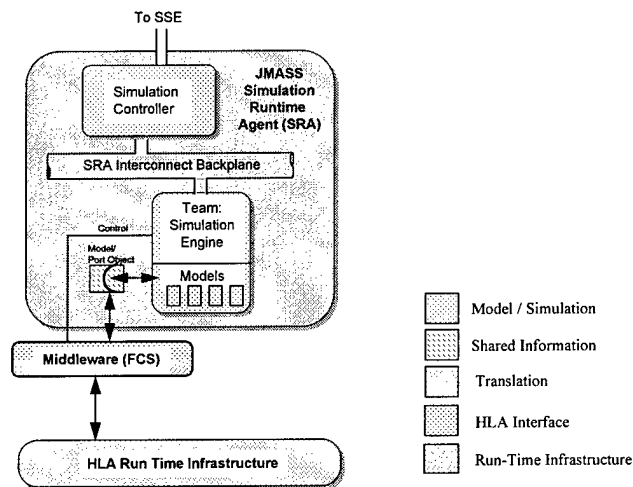 To SSE
JMASS
Simulation
Runtime
Agent (SRA)
Simulation
Controller
SRA Interconnect Backplane
Team:
Simulation
Engine
Control
Model/
Port Object
Models
Middleware (FCS)
HLA Run Time Infrastructure
Model / Simulation
Shared Information
Translation
HLA Interface
Run-Time Infrastructure